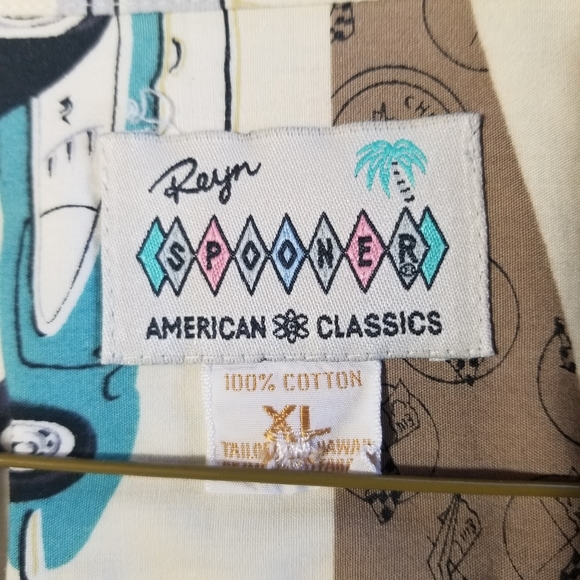 Reyn
SPOONER
AMERICAN CLASSICS
100% COTTON
XL